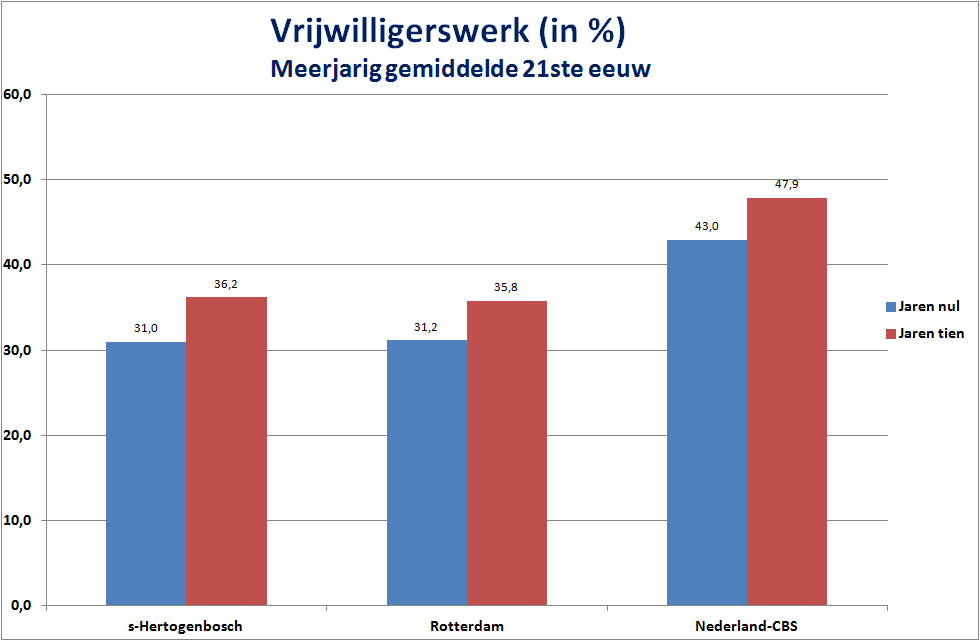 Vrijwilligerswerk (in %)
Meerjarig gemiddelde 21ste eeuw
60,0
50,0
40,0
30,0
20,0
10,0
0,0
31,0
36,2
31,2
35,8
43,0
47,9
s-Hertogenbosch
Rotterdam
Nederland-CBS
Jaren nul
Jaren tien